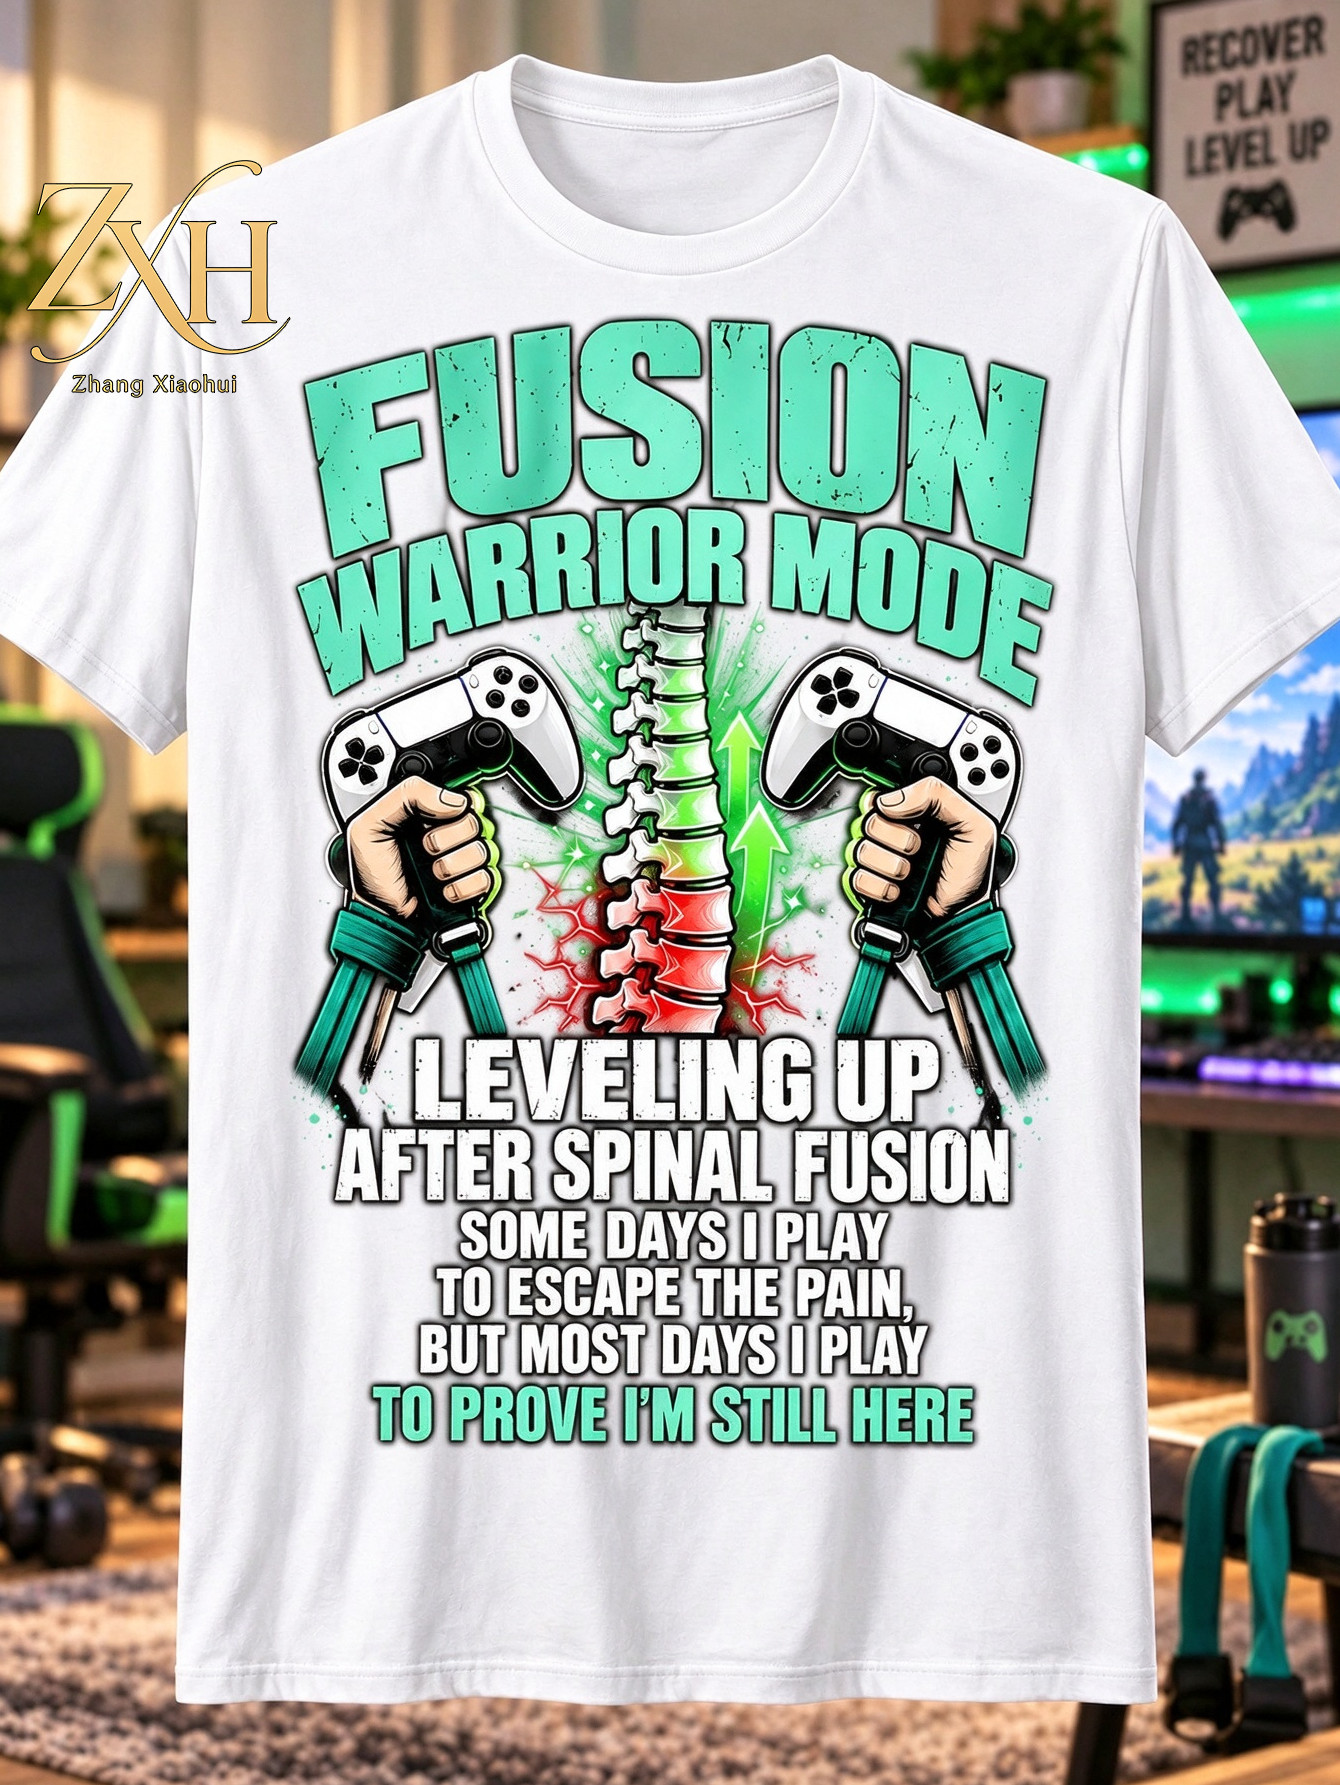 RECOVER
PLAY
LEVEL UP
ZXH
Zhang Xiaohui
FUSION
WARRIOR MODE
LEVELING UP
AFTER SPINAL FUSION
SOME DAYS I PLAY
TO ESCAPE THE PAIN,
BUT MOST DAYS I PLAY
TO PROVE I'M STILL HERE